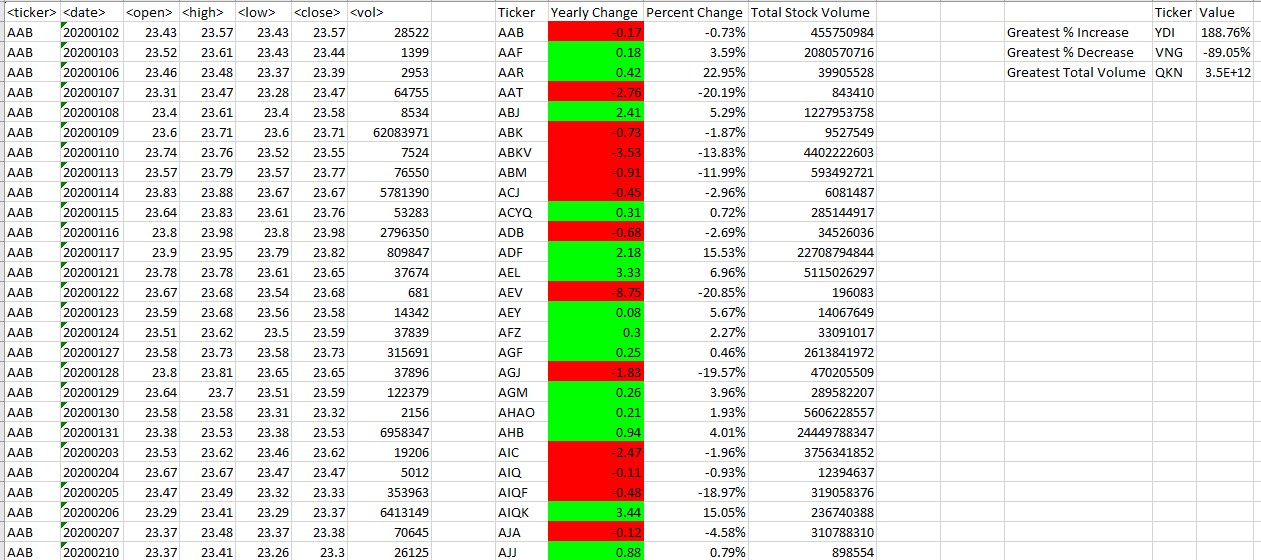 <ticker> <date> <open> <high> <low> <close> <vol> Ticker Yearly Change Percent Change Total Stock Volume Ticker Value
AAB 20200102 23.43 23.57 23.43 23.57 28522 AAB -0.17 -0.73% 455750984 Greatest % Increase YDI 188.76%
AAB 20200103 23.52 23.61 23.43 23.44 1399 AAF 0.18 3.59% 2080570716 Greatest % Decrease VNG -89.05%
AAB 20200106 23.46 23.48 23.37 23.39 2953 AAR 0.42 22.95% 39905528 Greatest Total Volume QKN 3.5E+12
AAB 20200107 23.31 23.47 23.28 23.47 64755 AAT -2.76 -20.19% 843410
AAB 20200108 23.4 23.61 23.4 23.58 8534 ABJ 2.41 5.29% 1227953758
AAB 20200109 23.6 23.71 23.6 23.71 62083971 ABK -0.73 -1.87% 9527549
AAB 20200110 23.74 23.76 23.52 23.55 7524 ABKV -3.53 -13.83% 4402222603
AAB 20200113 23.57 23.79 23.57 23.77 76550 ABM -0.91 -11.99% 593492721
AAB 20200114 23.83 23.88 23.67 23.67 5781390 ACJ -0.45 -2.96% 6081487
AAB 20200115 23.64 23.83 23.61 23.76 53283 ACYQ 0.31 0.72% 285144917
AAB 20200116 23.8 23.98 23.8 23.98 2796350 ADB -0.68 -2.69% 34526036
AAB 20200117 23.9 23.95 23.79 23.82 809847 ADF 2.18 15.53% 22708794844
AAB 20200121 23.78 23.78 23.61 23.65 37674 AEL 3.33 6.96% 5115026297
AAB 20200122 23.67 23.68 23.54 23.68 681 AEV -8.75 -20.85% 196083
AAB 20200123 23.59 23.68 23.56 23.58 14342 AEY 0.08 5.67% 14067649
AAB 20200124 23.51 23.62 23.5 23.59 37839 AFZ 0.3 2.27% 33091017
AAB 20200127 23.58 23.73 23.58 23.73 315691 AGF 0.25 0.46% 2613841972
AAB 20200128 23.8 23.81 23.65 23.65 37896 AGJ -1.83 -19.57% 470205509
AAB 20200129 23.64 23.7 23.51 23.59 122379 AGM 0.26 3.96% 289582207
AAB 20200130 23.58 23.58 23.31 23.32 2156 AHAO 0.21 1.93% 5606228557
AAB 20200131 23.38 23.53 23.38 23.53 6958347 AHB 0.94 4.01% 24449788347
AAB 20200203 23.53 23.62 23.46 23.62 19206 AIC -2.47 -1.96% 3756341852
AAB 20200204 23.67 23.67 23.47 23.47 5012 AIQ -0.11 -0.93% 12394637
AAB 20200205 23.47 23.49 23.32 23.33 353963 AIQF -0.48 -18.97% 319058376
AAB 20200206 23.29 23.41 23.29 23.37 6413149 AIQK 3.44 15.05% 236740388
AAB 20200207 23.37 23.48 23.37 23.38 70645 AJA -0.12 -4.58% 310788310
AAB 20200210 23.37 23.41 23.26 23.3 26125 AJJ 0.88 0.79% 898554